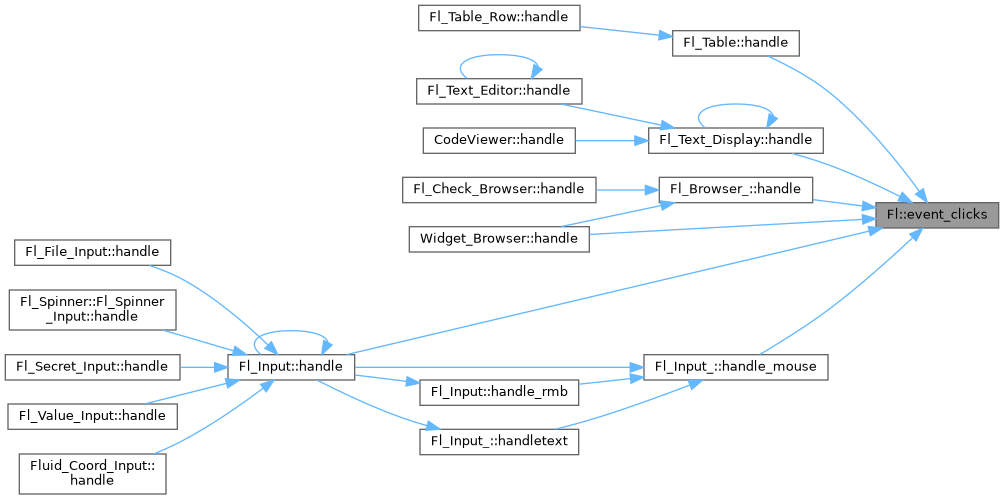 Fl_Table_Row::handle
Fl_Table::handle
Fl_Text_Editor::handle
CodeViewer::handle
Fl_Text_Display::handle
Fl_Check_Browser::handle
Fl_Browser_::handle
Widget_Browser::handle
Fl::event_clicks
Fl_File_Input::handle
Fl_Spinner::Fl_Spinner
_Input::handle
Fl_Secret_Input::handle
Fl_Value_Input::handle
Fluid_Coord_Input::
handle
Fl_Input::handle
Fl_Input_::handle_mouse
Fl_Input::handle_rmb
Fl_Input_::handletext